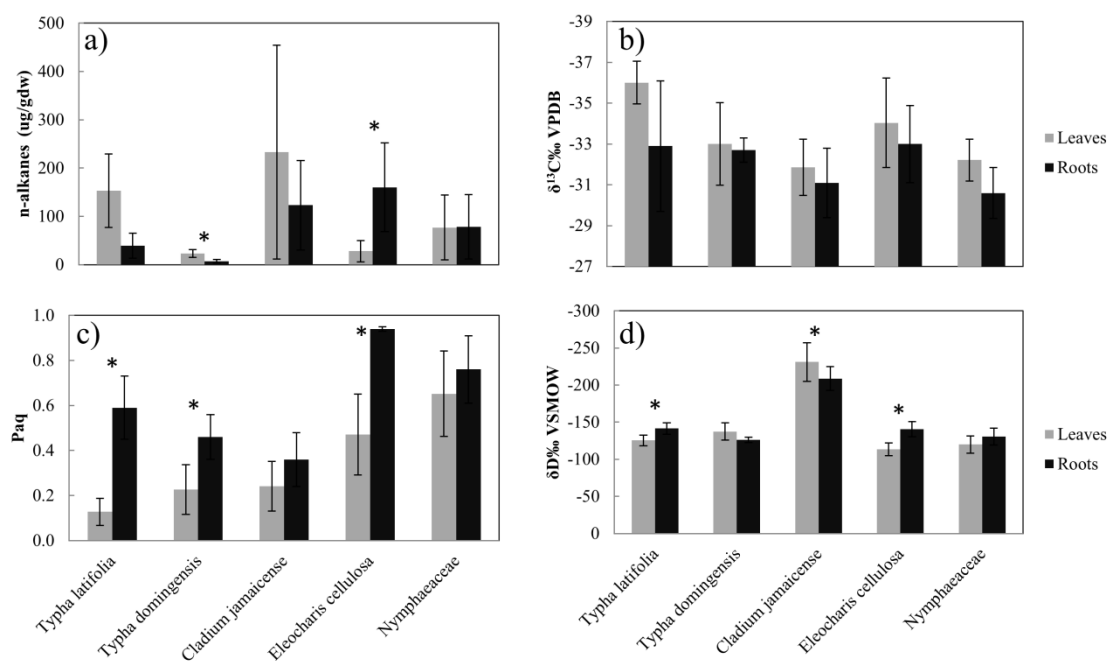 a)
n-alkanes (ug/gdw)
500
400
300
200
100
0
*
*
b)
δ¹³C‰ VPDB
-39
-37
-35
-33
-31
-29
-27
Leaves
Roots
c)
Paq
1.0
0.8
0.6
0.4
0.2
0.0
*
*
*
Typha latifolia
Typha domingensis
Cladium jamaicense
Eleocharis cellulosa
Nymphaeaceae
d)
δD‰ VSMOW
-300
-250
-200
-150
-100
-50
0
*
*
*
Leaves
Roots
Typha latifolia
Typha domingensis
Cladium jamaicense
Eleocharis cellulosa
Nymphaeaceae